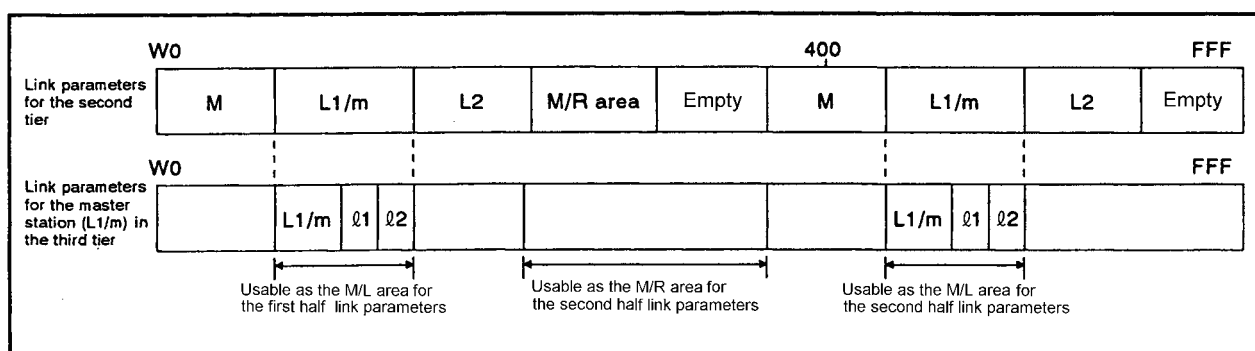 W0 400 FFF
Link parameters
for the second
tier
M L1/m L2 M/R area Empty M L1/m L2 Empty
W0 FFF
Link parameters
for the master
station (L1/m) in
the third tier
L1/m ℓ1 ℓ2 L1/m ℓ1 ℓ2
Usable as the M/L area for
the first half link parameters
Usable as the M/R area for
the second half link parameters
Usable as the M/L area for
the second half link parameters